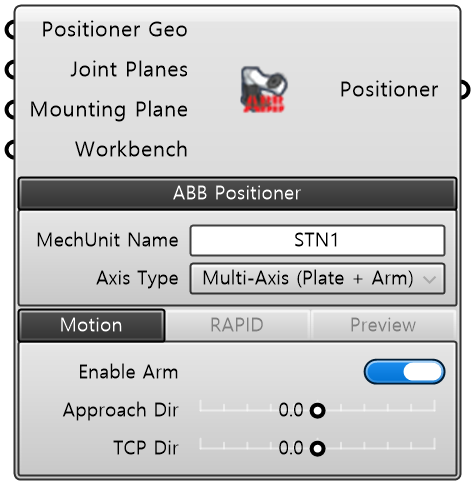 Positioner Geo
Joint Planes
Mounting Plane
Workbench
ABB
Positioner
ABB Positioner
MechUnit Name STN1
Axis Type Multi-Axis (Plate + Arm)
Motion RAPID Preview
Enable Arm
Approach Dir 0.0
TCP Dir 0.0